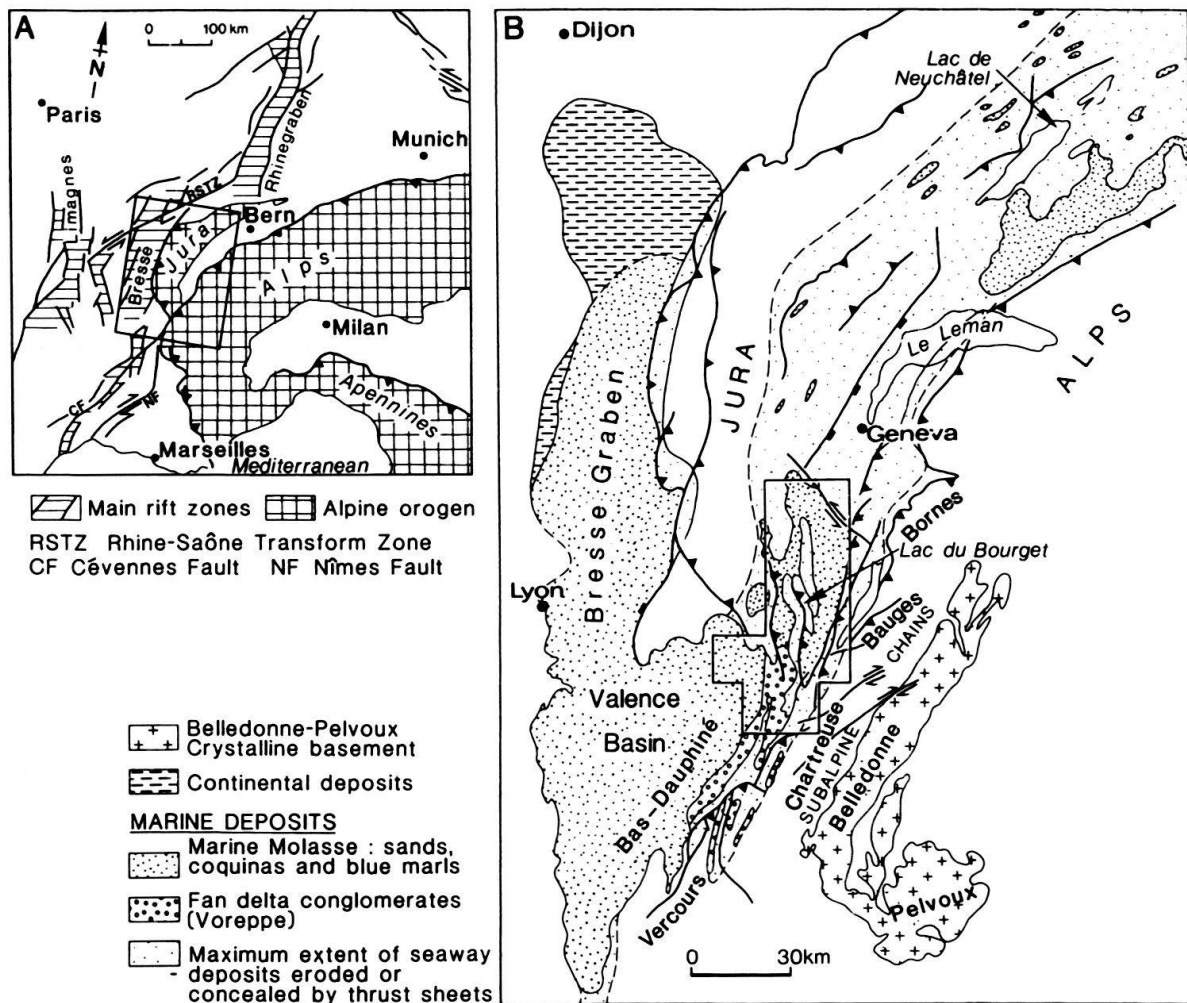 A
0 100 km
N
Paris
Munich
Rhinegraben
Limagnes
RSTZ
Bern
Jura
Bresse
Alps
Milan
Apennines
CF
NF
Marseilles
Mediterranean
Main rift zones
Alpine orogen
RSTZ Rhine-Saône Transform Zone
CF Cévennes Fault NF Nîmes Fault
Belledonne-Pelvoux
Crystalline basement
Continental deposits
MARINE DEPOSITS
Marine Molasse : sands,
coquinas and blue marls
Fan delta conglomerates
(Voreppe)
Maximum extent of seaway
- deposits eroded or
concealed by thrust sheets
B
Dijon
Lac de
Neuchâtel
Le Leman
ALPS
JURA
Geneva
Bresse Graben
Bornes
Lac du Bourget
Lyon
Bauges
CHAINS
Valence
Basin
Chartreuse
SUBALPINE
Belledonne
Bas-Dauphiné
Vercours
Pelvoux
0 30km